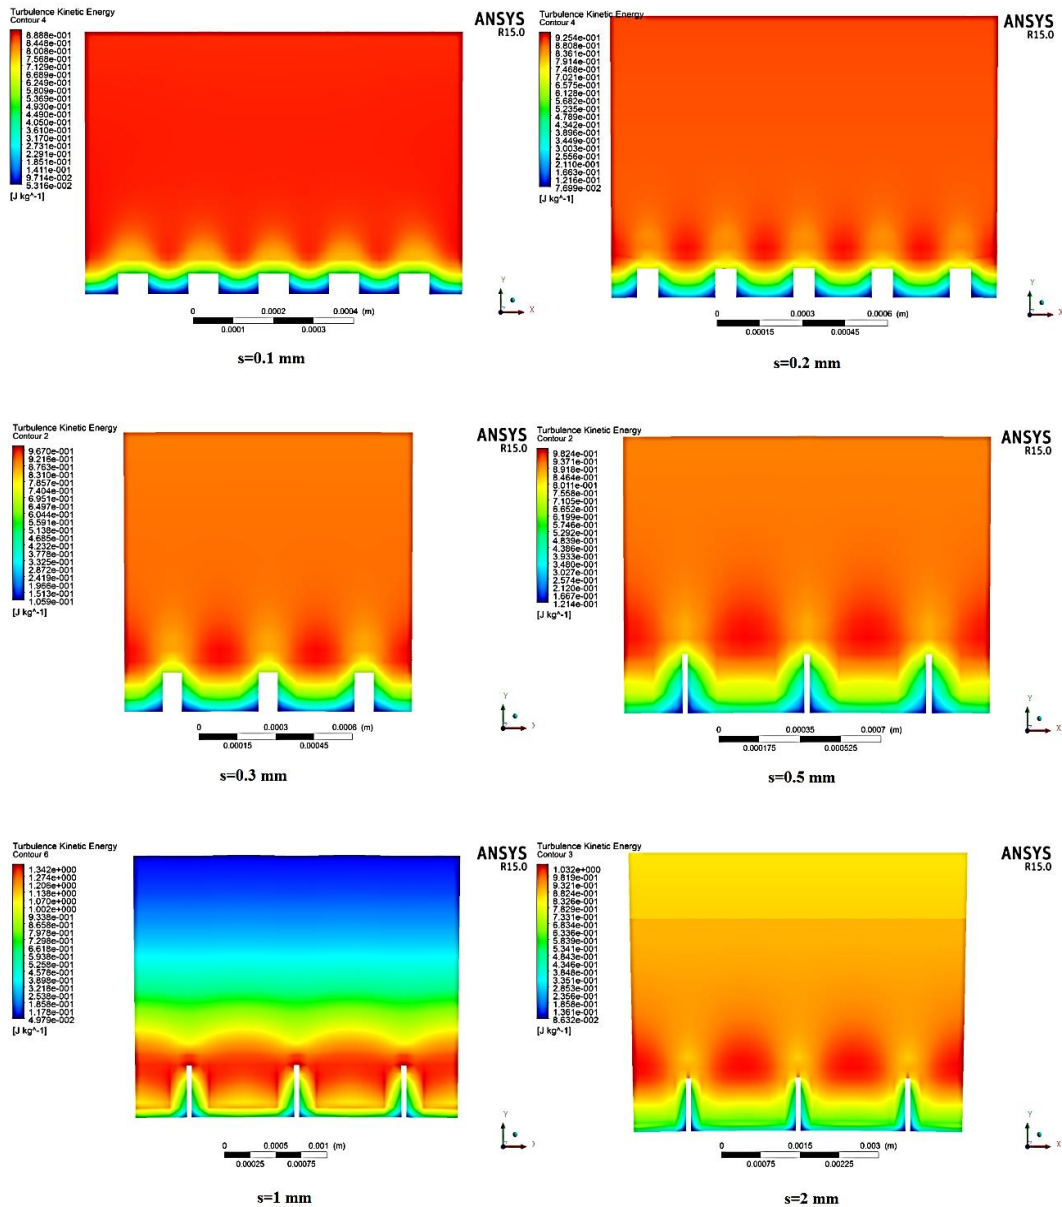 Turbulence Kinetic Energy
Contour 4
8.888e-001
8.448e-001
8.008e-001
7.568e-001
7.129e-001
6.689e-001
6.249e-001
5.809e-001
5.369e-001
4.930e-001
4.490e-001
4.050e-001
3.610e-001
3.170e-001
2.731e-001
2.291e-001
1.851e-001
1.411e-001
9.714e-002
5.316e-002
[J kg^-1]
ANSYS
R15.0
Y
X
0 0.0002 0.0004 (m)
0.0001 0.0003
s=0.1 mm
Turbulence Kinetic Energy
Contour 4
9.254e-001
8.808e-001
8.361e-001
7.914e-001
7.468e-001
7.021e-001
6.575e-001
6.128e-001
5.682e-001
5.235e-001
4.789e-001
4.342e-001
3.896e-001
3.449e-001
3.003e-001
2.556e-001
2.110e-001
1.663e-001
1.216e-001
7.699e-002
[J kg^-1]
ANSYS
R15.0
Y
X
0 0.0003 0.0006 (m)
0.00015 0.00045
s=0.2 mm
Turbulence Kinetic Energy
Contour 2
9.670e-001
9.216e-001
8.763e-001
8.310e-001
7.857e-001
7.404e-001
6.951e-001
6.497e-001
6.044e-001
5.591e-001
5.138e-001
4.685e-001
4.232e-001
3.778e-001
3.325e-001
2.872e-001
2.419e-001
1.966e-001
1.513e-001
1.059e-001
[J kg^-1]
ANSYS
R15.0
Y
X
0 0.0003 0.0006 (m)
0.00015 0.00045
s=0.3 mm
Turbulence Kinetic Energy
Contour 2
9.824e-001
9.371e-001
8.918e-001
8.464e-001
8.011e-001
7.558e-001
7.105e-001
6.652e-001
6.199e-001
5.746e-001
5.292e-001
4.839e-001
4.386e-001
3.933e-001
3.480e-001
3.027e-001
2.574e-001
2.120e-001
1.667e-001
1.214e-001
[J kg^-1]
ANSYS
R15.0
Y
X
0 0.00035 0.0007 (m)
0.000175 0.000525
s=0.5 mm
Turbulence Kinetic Energy
Contour 6
1.342e+000
1.274e+000
1.206e+000
1.138e+000
1.070e+000
1.002e+000
9.338e-001
8.658e-001
7.978e-001
7.298e-001
6.618e-001
5.938e-001
5.258e-001
4.578e-001
3.898e-001
3.218e-001
2.538e-001
1.858e-001
1.178e-001
4.979e-002
[J kg^-1]
ANSYS
R15.0
Y
X
0 0.0005 0.001 (m)
0.00025 0.00075
s=1 mm
Turbulence Kinetic Energy
Contour 3
1.032e+000
9.819e-001
9.321e-001
8.824e-001
8.326e-001
7.829e-001
7.331e-001
6.834e-001
6.336e-001
5.839e-001
5.341e-001
4.843e-001
4.346e-001
3.848e-001
3.351e-001
2.853e-001
2.356e-001
1.858e-001
1.361e-001
8.632e-002
[J kg^-1]
ANSYS
R15.0
Y
X
0 0.0015 0.003 (m)
0.00075 0.00225
s=2 mm